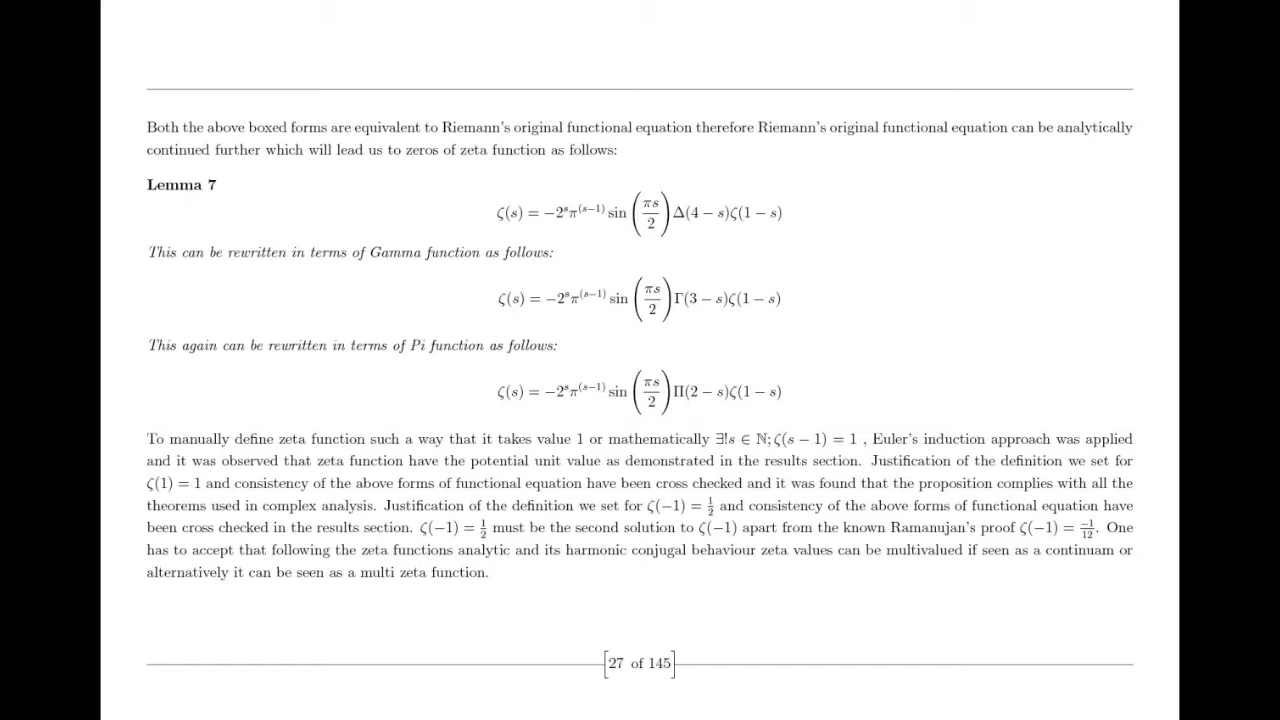 Both the above boxed forms are equivalent to Riemann's original functional equation therefore Riemann's original functional equation can be analytically
continued further which will lead us to zeros of zeta function as follows:
Lemma 7
ζ(s) = −2^s π^(s−1) sin(πs/2) Δ(4 − s)ζ(1 − s)
This can be rewritten in terms of Gamma function as follows:
ζ(s) = −2^s π^(s−1) sin(πs/2) Γ(3 − s)ζ(1 − s)
This again can be rewritten in terms of Pi function as follows:
ζ(s) = −2^s π^(s−1) sin(πs/2) Π(2 − s)ζ(1 − s)
To manually define zeta function such a way that it takes value 1 or mathematically ∃!s ∈ ℕ; ζ(s − 1) = 1 , Euler's induction approach was applied
and it was observed that zeta function have the potential unit value as demonstrated in the results section. Justification of the definition we set for
ζ(1) = 1 and consistency of the above forms of functional equation have been cross checked and it was found that the proposition complies with all the
theorems used in complex analysis. Justification of the definition we set for ζ(−1) = 1/2 and consistency of the above forms of functional equation have
been cross checked in the results section. ζ(−1) = 1/2 must be the second solution to ζ(−1) apart from the known Ramanujan's proof ζ(−1) = −1/12. One
has to accept that following the zeta functions analytic and its harmonic conjugal behaviour zeta values can be multivalued if seen as a continuam or
alternatively it can be seen as a multi zeta function.
[27 of 145]